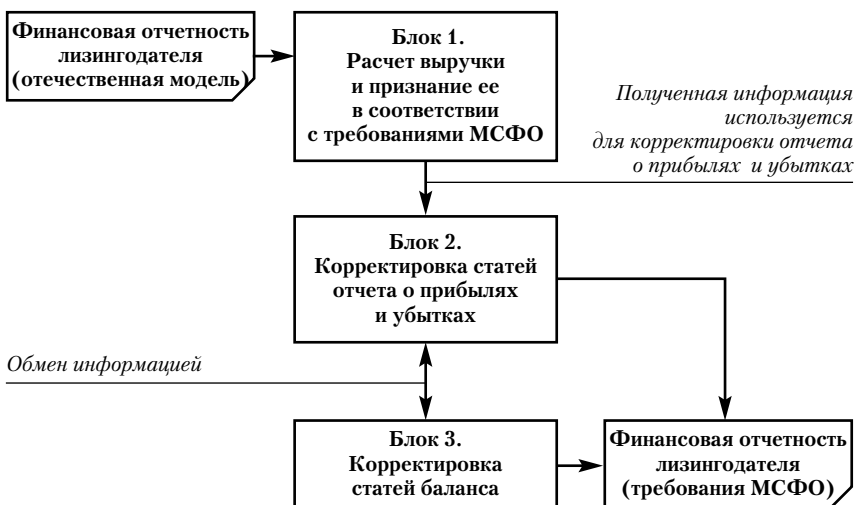 Финансовая отчетность
лизингодателя
(отечественная модель)
Блок 1.
Расчет выручки
и признание ее
в соответствии
с требованиями МСФО
Полученная информация
используется
для корректировки отчета
о прибылях и убытках
Блок 2.
Корректировка статей
отчета о прибылях
и убытках
Обмен информацией
Блок 3.
Корректировка
статей баланса
Финансовая отчетность
лизингодателя
(требования МСФО)